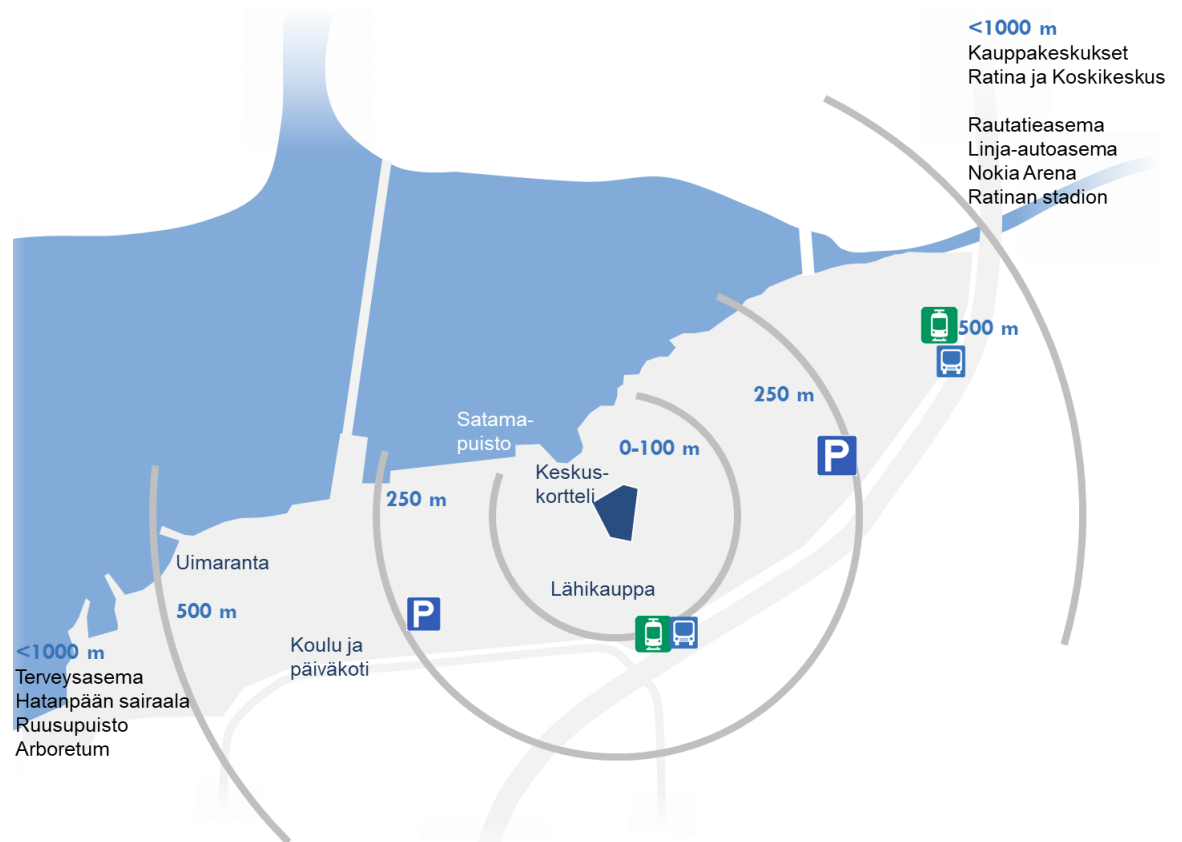 <1000 m
Kauppakeskukset
Ratina ja Koskikeskus
Rautatieasema
Linja-autoasema
Nokia Arena
Ratinan stadion
500 m
250 m
P
Satama-
puisto
0-100 m
Keskus-
kortteli
250 m
Uimaranta
500 m
Lähikauppa
P
Koulu ja
päiväkoti
<1000 m
Terveysasema
Hatanpään sairaala
Ruusupuisto
Arboretum